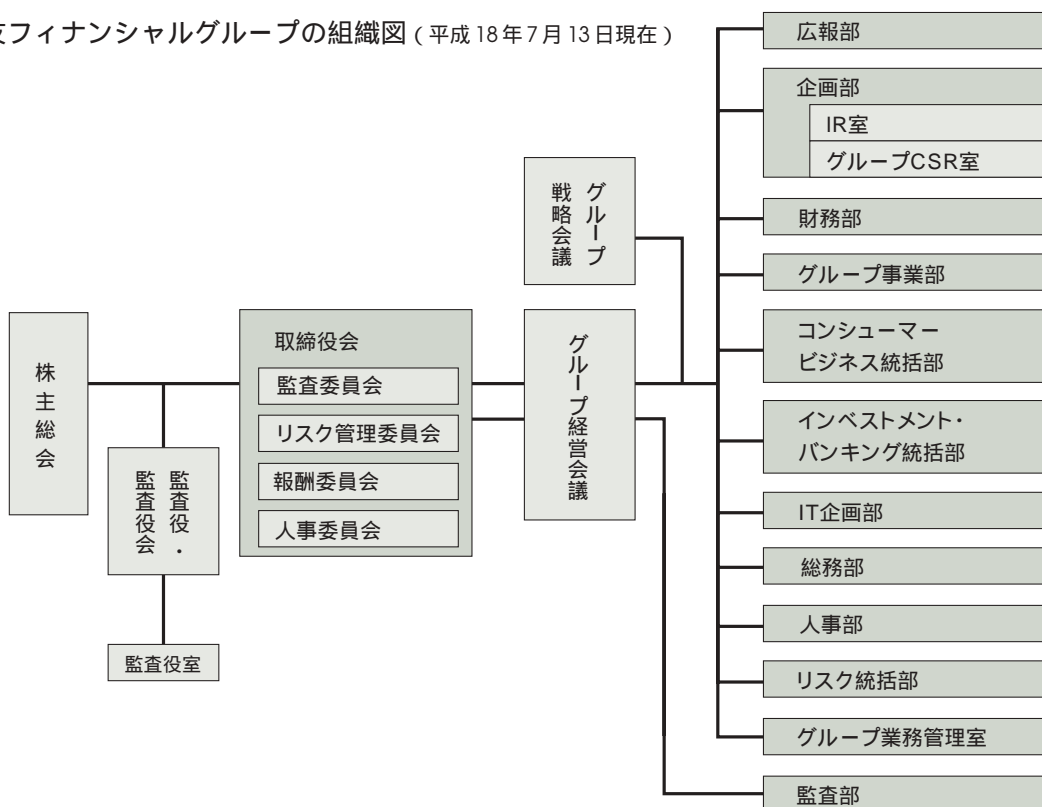 友フィナンシャルグループの組織図(平成18年7月13日現在)
株主総会
監査役・
監査役会
監査役室
取締役会
監査委員会
リスク管理委員会
報酬委員会
人事委員会
グループ
戦略会議
グループ経営会議
広報部
企画部
IR室
グループCSR室
財務部
グループ事業部
コンシューマー
ビジネス統括部
インベストメント・
バンキング統括部
IT企画部
総務部
人事部
リスク統括部
グループ業務管理室
監査部